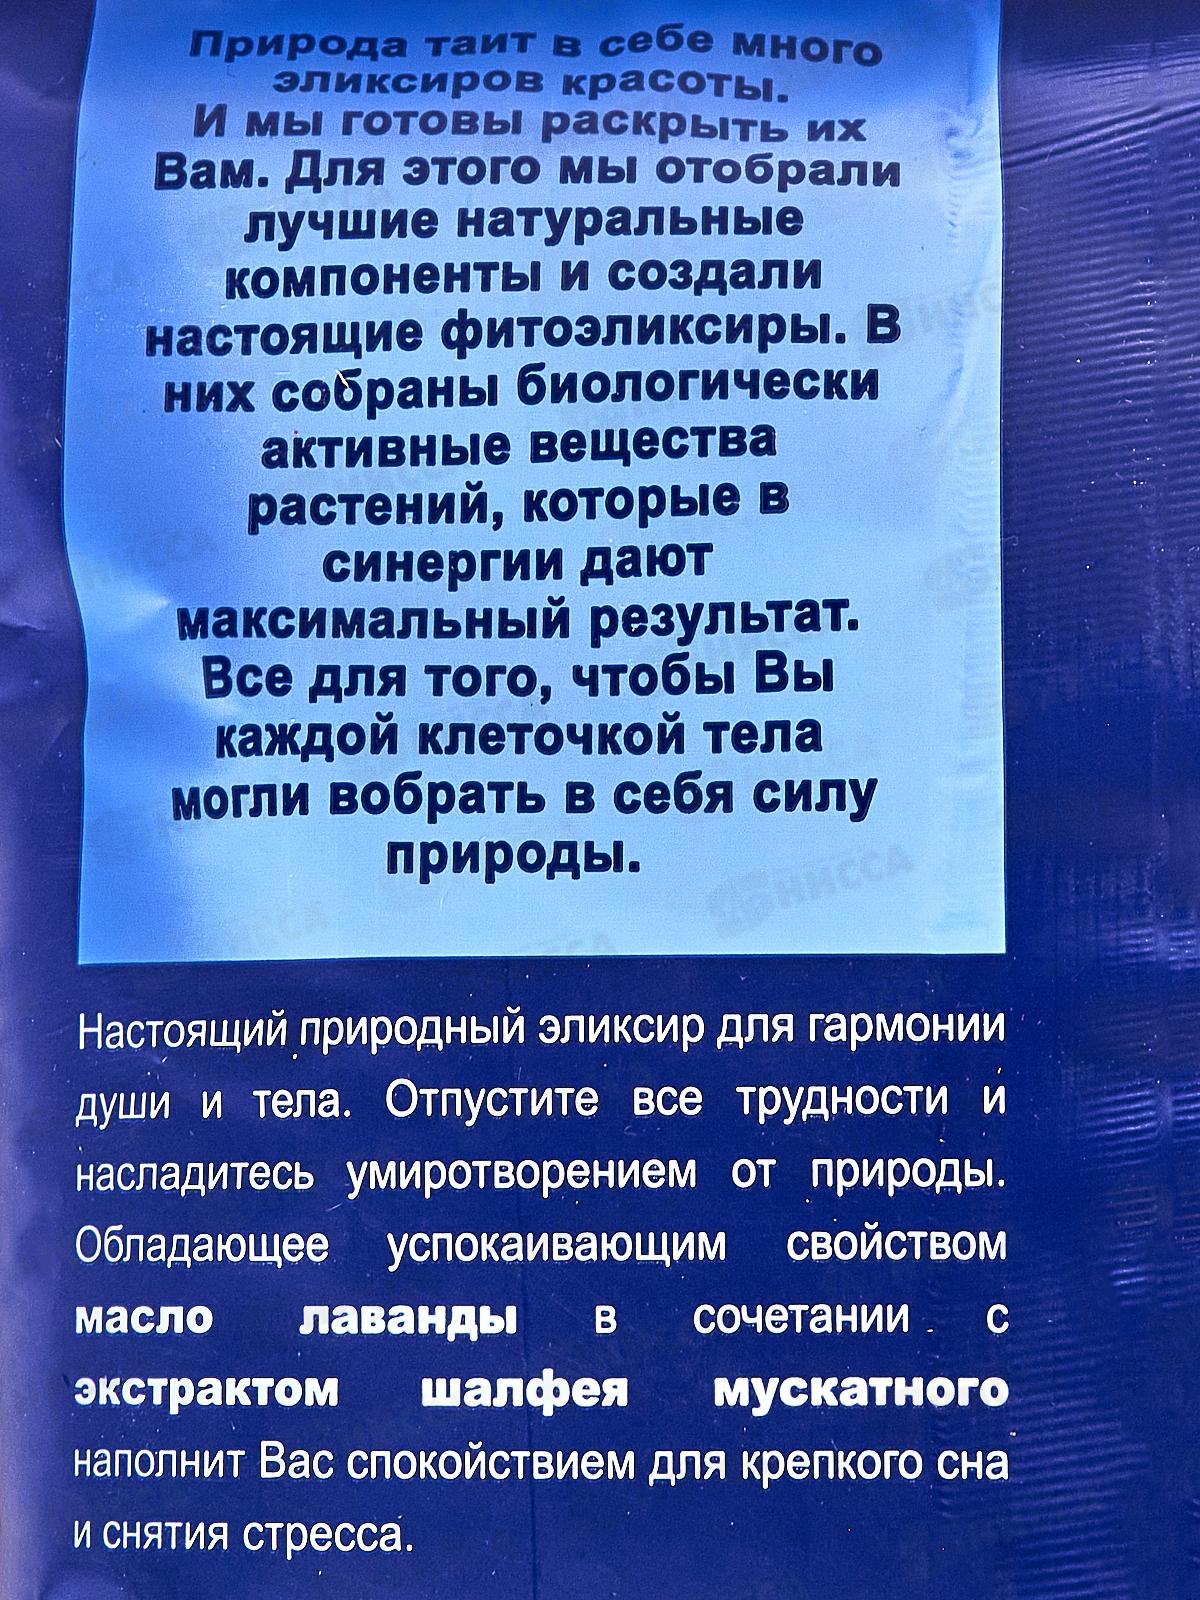 Природа таит в себе много
эликсиров красоты.
И мы готовы раскрыть их
Вам. Для этого мы отобрали
лучшие натуральные
компоненты и создали
настоящие фитоэликсиры. В
них собраны биологически
активные вещества
растений, которые в
синергии дают
максимальный результат.
Все для того, чтобы Вы
каждой клеточкой тела
могли вобрать в себя силу
природы.
НИССА
Настоящий природный эликсир для гармонии
души и тела. Отпустите все трудности и
насладитесь умиротворением от природы.
Обладающее успокаивающим свойством
масло лаванды в сочетании с
экстрактом шалфея мускатного
наполнит Вас спокойствием для крепкого сна
и снятия стресса.